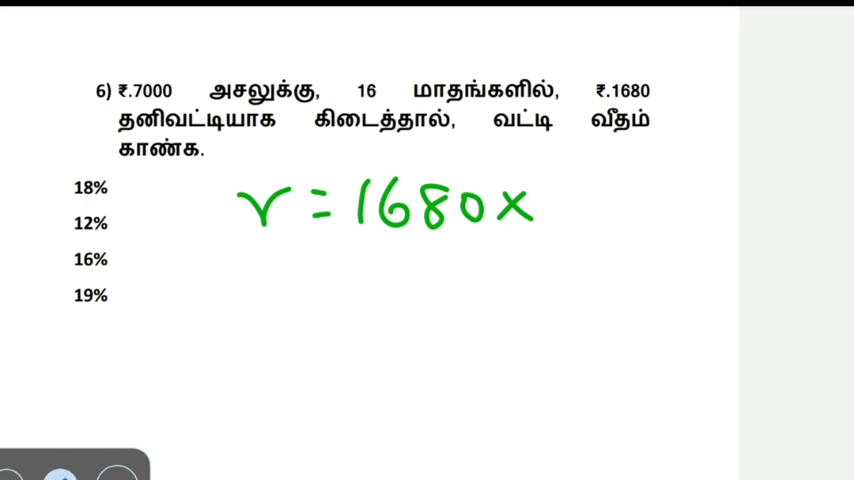 6) ₹.7000 அசலுக்கு, 16 மாதங்களில், ₹.1680
தனிவட்டியாக கிடைத்தால், வட்டி வீதம்
காண்க.
18%
r = 1680 x
12%
16%
19%